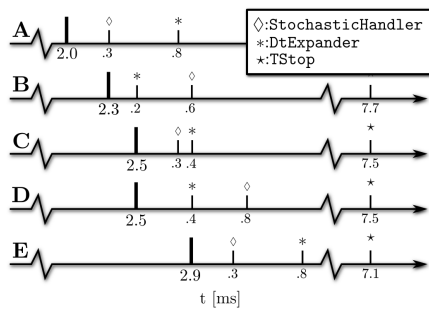 ◊:StochasticHandler
∗:DtExpander
⋆:TStop
A ◊ ∗
2.0 .3 .8
B ∗ ◊
2.3 .2 .6 7.7
C ◊ ∗ ⋆
2.5 .3 .4 7.5
D ∗ ◊ ⋆
2.5 .4 .8 7.5
E ◊ ∗ ⋆
2.9 .3 .8 7.1
t [ms]